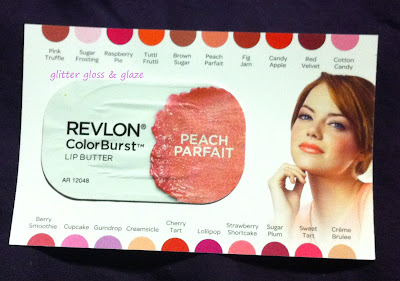 Pink Truffle
Sugar Frosting
Raspberry Pie
Tutti Frutti
Brown Sugar
Peach Parfait
Fig Jam
Candy Apple
Red Velvet
Cotton Candy
glitter gloss & glaze
REVLON®
ColorBurst™
LIP BUTTER
PEACH
PARFAIT
AR 12048
Berry Smoothie
Cupcake
Gumdrop
Creamsicle
Cherry Tart
Lollipop
Strawberry Shortcake
Sugar Plum
Sweet Tart
Crème Brulee